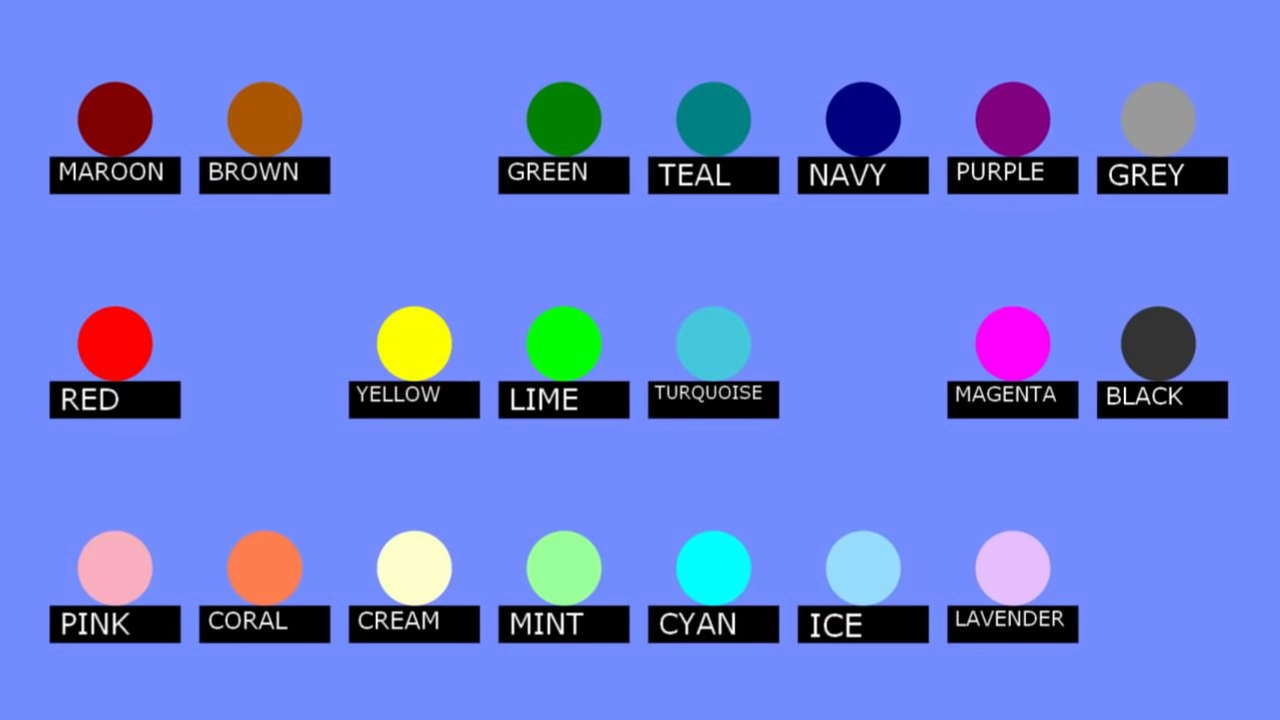 MAROON BROWN GREEN TEAL NAVY PURPLE GREY
RED YELLOW LIME TURQUOISE MAGENTA BLACK
PINK CORAL CREAM MINT CYAN ICE LAVENDER